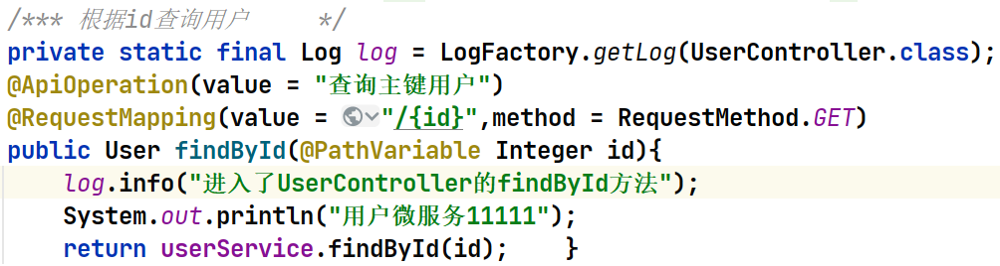 /*** 根据id查询用户     */
private static final Log log = LogFactory.getLog(UserController.class);
@ApiOperation(value = "查询主键用户")
@RequestMapping(value = "/{id}",method = RequestMethod.GET)
public User findById(@PathVariable Integer id){
    log.info("进入了UserController的findById方法");
    System.out.println("用户微服务11111");
    return userService.findById(id);    }